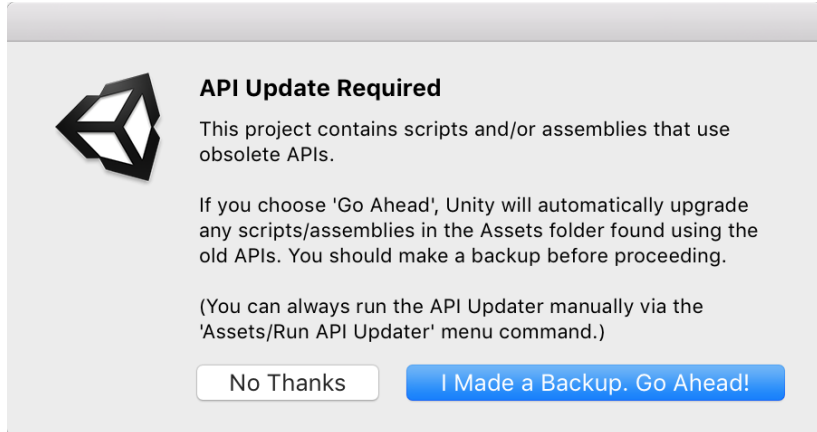 API Update Required
This project contains scripts and/or assemblies that use
obsolete APIs.
If you choose 'Go Ahead', Unity will automatically upgrade
any scripts/assemblies in the Assets folder found using the
old APIs. You should make a backup before proceeding.
(You can always run the API Updater manually via the
'Assets/Run API Updater' menu command.)
No Thanks
I Made a Backup. Go Ahead!